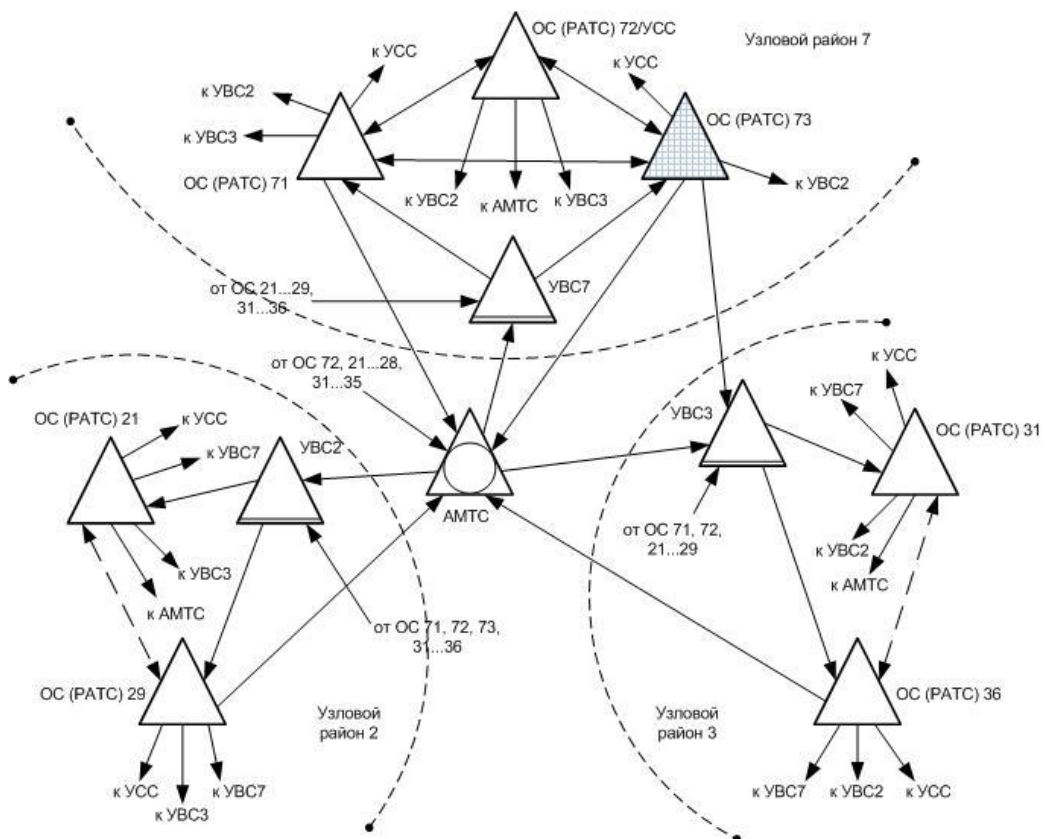 ОС (РАТС) 72/УСС
Узловой район 7
к УСС
к УСС
к УВС2
ОС (РАТС) 73
к УВС3
к УВС2
ОС (РАТС) 71
к УВС2
к АМТС
к УВС3
УВС7
от ОС 21...29,
31...36
от ОС 72, 21...28,
31...35
к УСС
к УВС7
УВС3
ОС (РАТС) 21
к УСС
УВС2
ОС (РАТС) 31
к УВС7
АМТС
от ОС 71, 72,
21...29
к УВС2
к УВС3
к АМТС
к АМТС
от ОС 71, 72, 73,
31...36
ОС (РАТС) 29
ОС (РАТС) 36
Узловой
район 2
Узловой
район 3
к УСС
к УВС7
к УВС3
к УВС7
к УВС2
к УСС